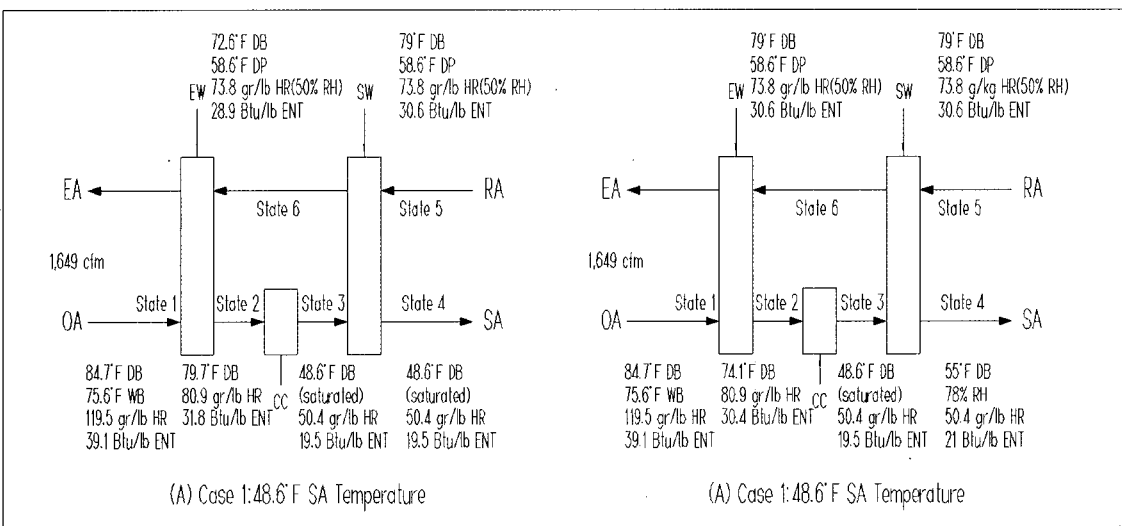 72.6°F DB
58.6°F DP
73.8 gr/lb HR(50% RH)
28.9 Btu/lb ENT
EW
79°F DB
58.6°F DP
73.8 gr/lb HR(50% RH)
30.6 Btu/lb ENT
SW
EA
RA
State 6
State 5
1,649 cfm
State 1
State 2
State 3
State 4
OA
SA
84.7°F DB
75.6°F WB
119.5 gr/lb HR
39.1 Btu/lb ENT
79.7°F DB
80.9 gr/lb HR
31.8 Btu/lb ENT
CC
48.6°F DB
(saturated)
50.4 gr/lb HR
19.5 Btu/lb ENT
48.6°F DB
(saturated)
50.4 gr/lb HR
19.5 Btu/lb ENT
(A) Case 1:48.6°F SA Temperature
79°F DB
58.6°F DP
73.8 gr/lb HR(50% RH)
30.6 Btu/lb ENT
EW
79°F DB
58.6°F DP
73.8 g/kg HR(50% RH)
30.6 Btu/lb ENT
SW
EA
RA
State 6
State 5
1,649 cfm
State 1
State 2
State 3
State 4
OA
SA
84.7°F DB
75.6°F WB
119.5 gr/lb HR
39.1 Btu/lb ENT
74.1°F DB
80.9 gr/lb HR
30.4 Btu/lb ENT
CC
48.6°F DB
(saturated)
50.4 gr/lb HR
19.5 Btu/lb ENT
55°F DB
78% RH
50.4 gr/lb HR
21 Btu/lb ENT
(A) Case 1:48.6°F SA Temperature